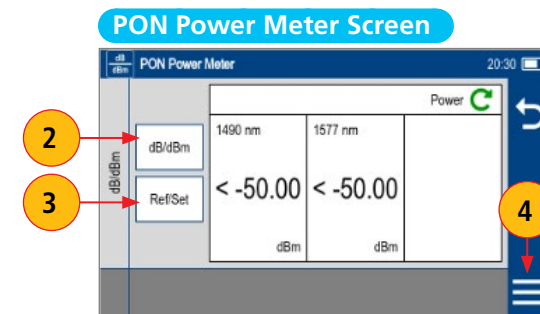 PON Power Meter Screen
dB
dBm
PON Power Meter
20:30
Power
2
dB/dBm
3
Ref/Set
dB/dBm
1490 nm
< -50.00
dBm
1577 nm
< -50.00
dBm
4